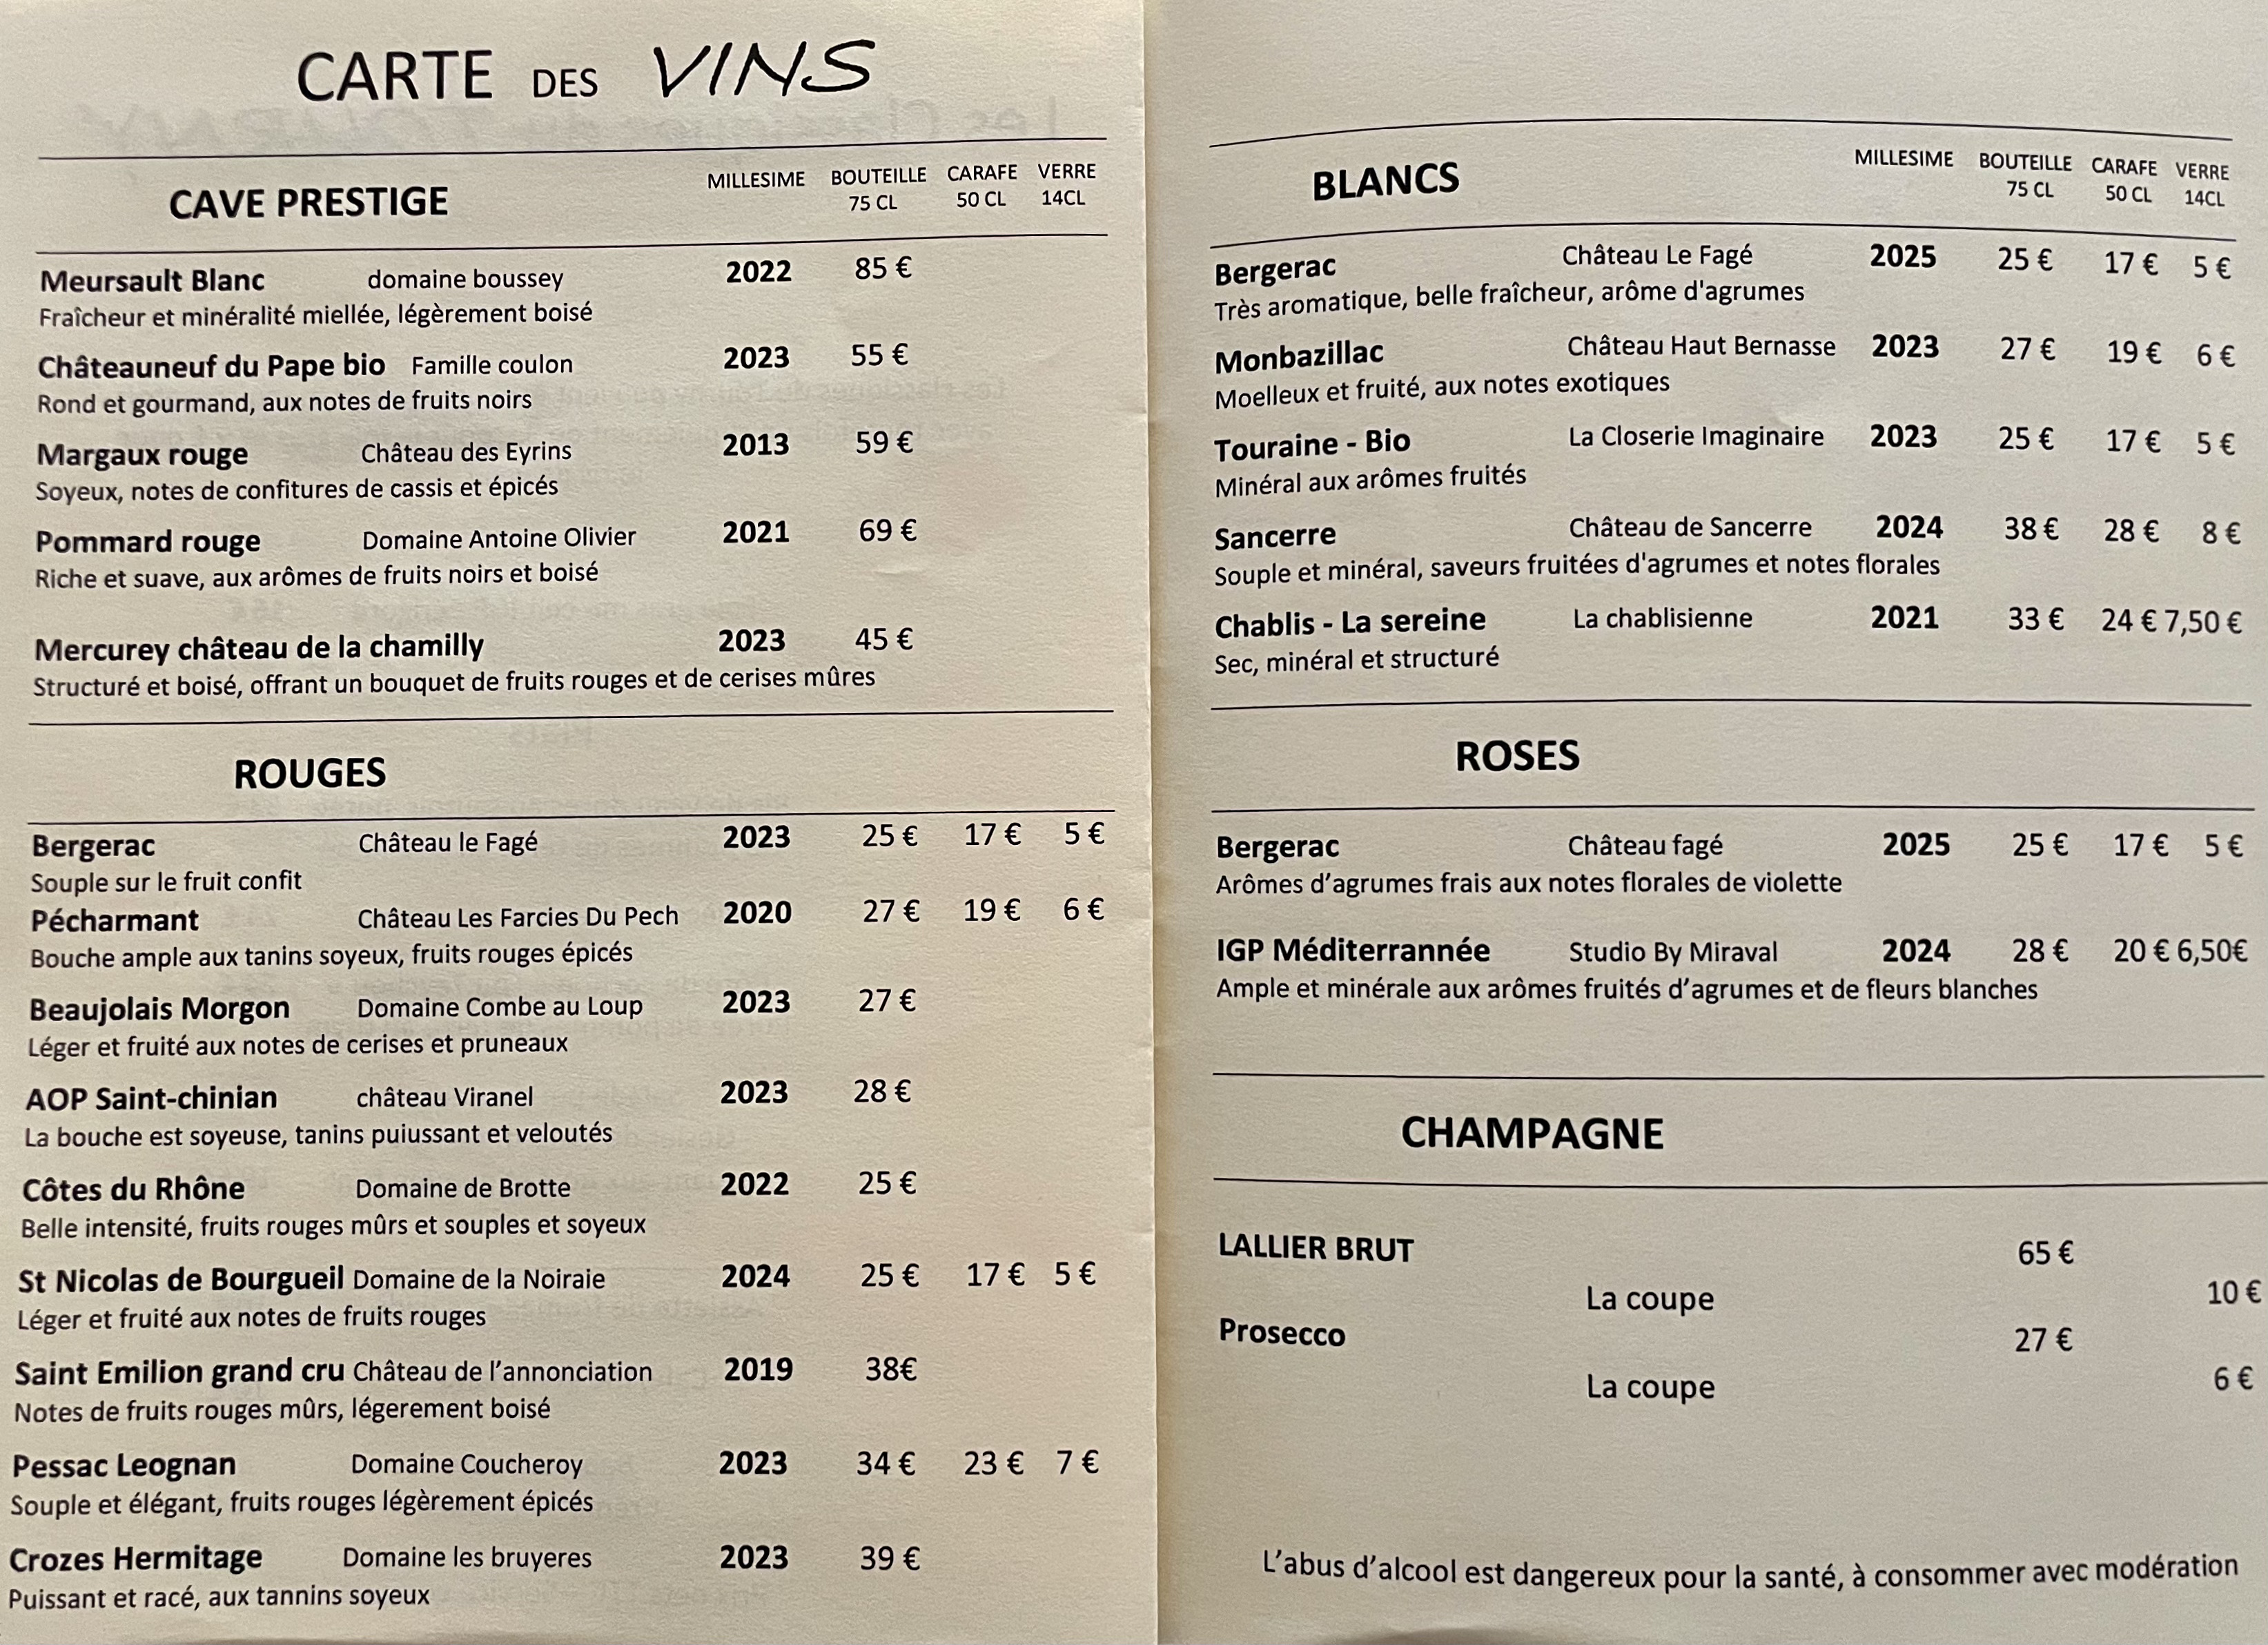 CARTE DES VINS
CAVE PRESTIGE MILLESIME BOUTEILLE 75 CL CARAFE 50 CL VERRE 14CL
Meursault Blanc domaine boussey 2022 85 €
Fraîcheur et minéralité miellée, légèrement boisé
Châteauneuf du Pape bio Famille coulon 2023 55 €
Rond et gourmand, aux notes de fruits noirs
Margaux rouge Château des Eyrins 2013 59 €
Soyeux, notes de confitures de cassis et épicés
Pommard rouge Domaine Antoine Olivier 2021 69 €
Riche et suave, aux arômes de fruits noirs et boisé
Mercurey château de la chamilly 2023 45 €
Structuré et boisé, offrant un bouquet de fruits rouges et de cerises mûres
ROUGES
Bergerac Château le Fagé 2023 25 € 17 € 5 €
Souple sur le fruit confit
Pécharmant Château Les Farcies Du Pech 2020 27 € 19 € 6 €
Bouche ample aux tanins soyeux, fruits rouges épicés
Beaujolais Morgon Domaine Combe au Loup 2023 27 €
Léger et fruité aux notes de cerises et pruneaux
AOP Saint-chinian château Viranel 2023 28 €
La bouche est soyeuse, tanins puiussant et veloutés
Côtes du Rhône Domaine de Brotte 2022 25 €
Belle intensité, fruits rouges mûrs et souples et soyeux
St Nicolas de Bourgueil Domaine de la Noiraie 2024 25 € 17 € 5 €
Léger et fruité aux notes de fruits rouges
Saint Emilion grand cru Château de l’annonciation 2019 38€
Notes de fruits rouges mûrs, légerement boisé
Pessac Leognan Domaine Coucheroy 2023 34 € 23 € 7 €
Souple et élégant, fruits rouges légèrement épicés
Crozes Hermitage Domaine les bruyeres 2023 39 €
Puissant et racé, aux tannins soyeux
BLANCS MILLESIME BOUTEILLE 75 CL CARAFE 50 CL VERRE 14CL
Bergerac Château Le Fagé 2025 25 € 17 € 5 €
Très aromatique, belle fraîcheur, arôme d'agrumes
Monbazillac Château Haut Bernasse 2023 27 € 19 € 6 €
Moelleux et fruité, aux notes exotiques
Touraine - Bio La Closerie Imaginaire 2023 25 € 17 € 5 €
Minéral aux arômes fruités
Sancerre Château de Sancerre 2024 38 € 28 € 8 €
Souple et minéral, saveurs fruitées d'agrumes et notes florales
Chablis - La sereine La chablisienne 2021 33 € 24 € 7,50 €
Sec, minéral et structuré
ROSES
Bergerac Château fagé 2025 25 € 17 € 5 €
Arômes d’agrumes frais aux notes florales de violette
IGP Méditerrannée Studio By Miraval 2024 28 € 20 € 6,50€
Ample et minérale aux arômes fruités d’agrumes et de fleurs blanches
CHAMPAGNE
LALLIER BRUT 65 €
La coupe 10 €
Prosecco 27 €
La coupe 6 €
L’abus d’alcool est dangereux pour la santé, à consommer avec modération